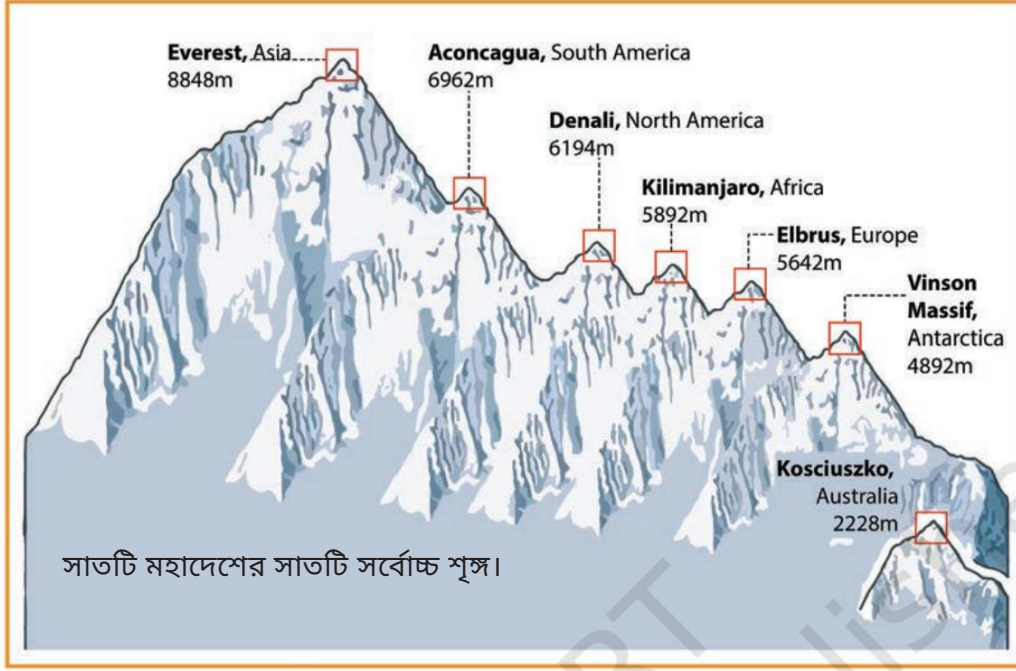 Everest, Asia
8848m
Aconcagua, South America
6962m
Denali, North America
6194m
Kilimanjaro, Africa
5892m
Elbrus, Europe
5642m
Vinson
Massif,
Antarctica
4892m
Kosciuszko,
Australia
2228m
সাতটি মহাদেশের সাতটি সর্বোচ্চ শৃঙ্গ।